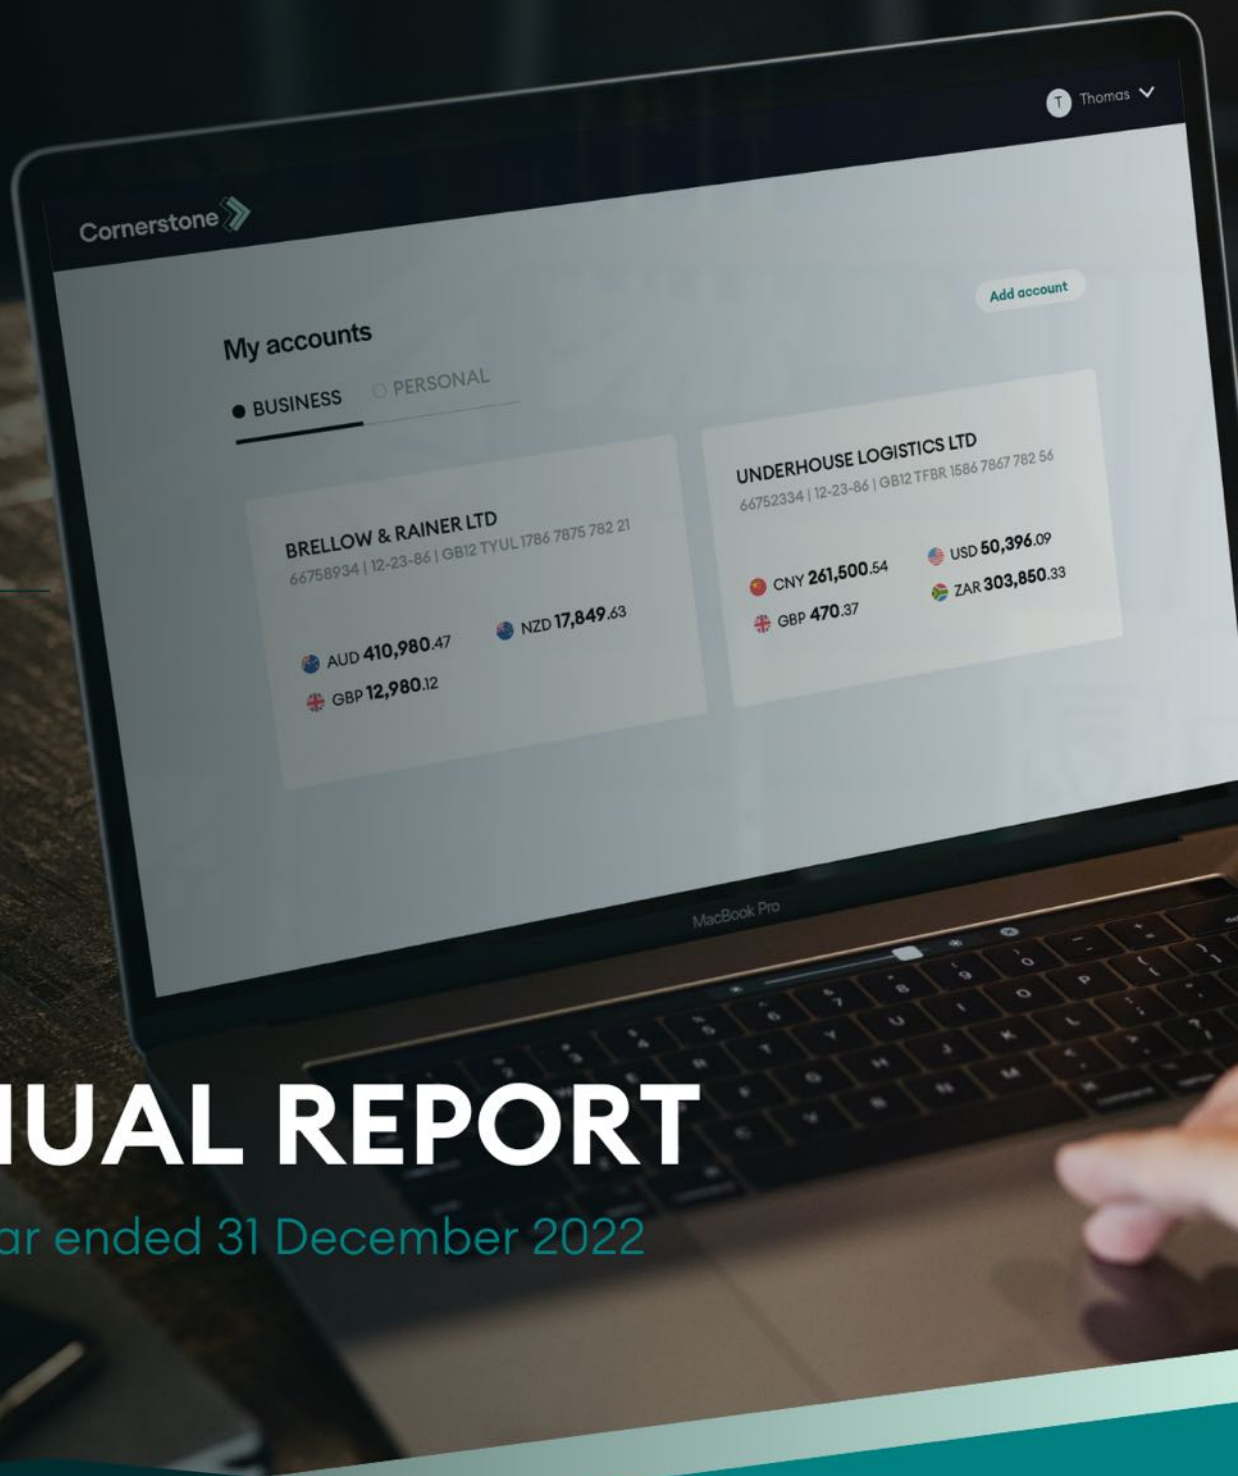 T Thomas
Cornerstone
Add account
My accounts
BUSINESS PERSONAL
BRELLOW & RAINER LTD
66758934 | 12-23-86 | GB12 TYUL 1786 7875 782 21
AUD 410,980.47 NZD 17,849.63
GBP 12,980.12
UNDERHOUSE LOGISTICS LTD
66752334 | 12-23-86 | GB12 TFBR 1586 7867 782 56
CNY 261,500.54 USD 50,396.09
GBP 470.37 ZAR 303,850.33
MacBook Pro
NUAL REPORT
ar ended 31 December 2022